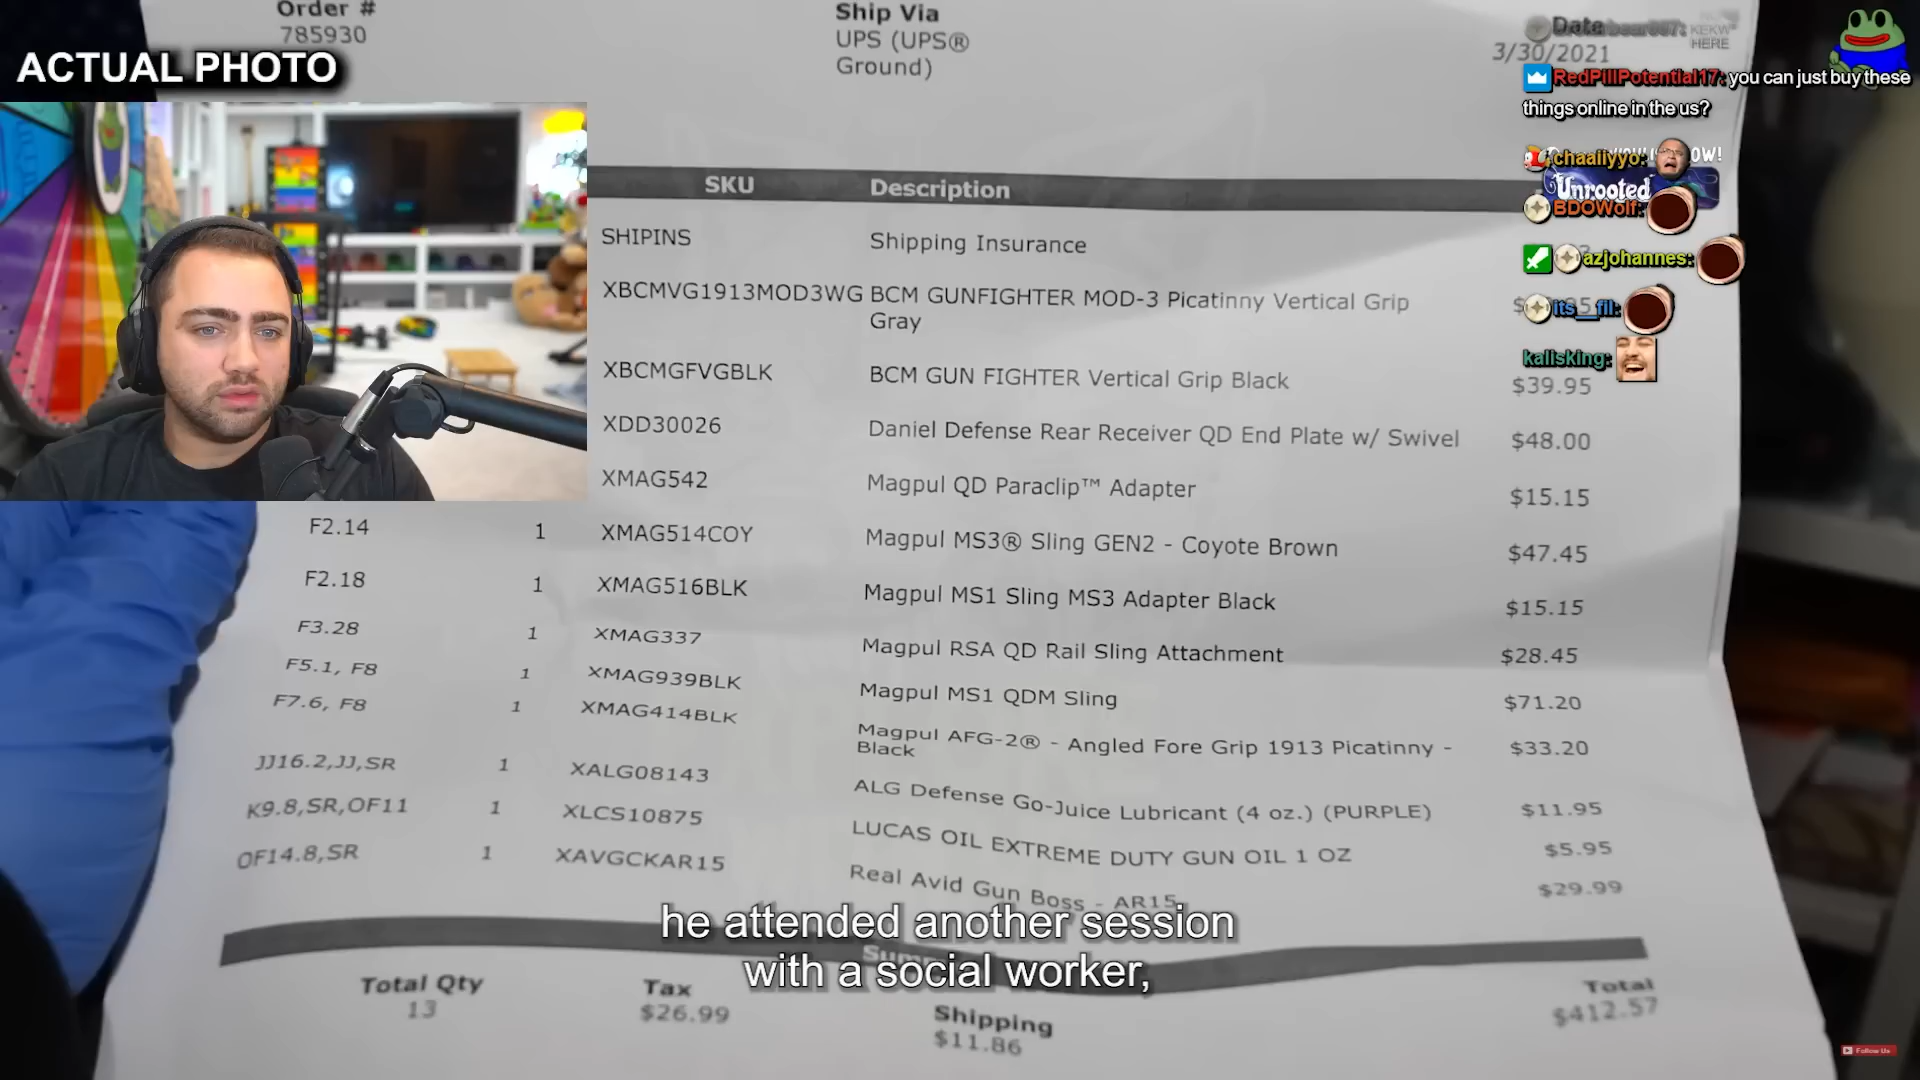 Order #
785930
Ship Via
UPS (UPS®
Ground)
Date
3/30/2021
KEKW
HERE
ACTUAL PHOTO
RedPillPotential17: you can just buy these
things online in the us?
chaaliyyo: OW!
Unrooted
BDOWolf:
azjohannes:
its__fil:
kalisking:
SKU Description
SHIPINS Shipping Insurance
XBCMVG1913MOD3WG BCM GUNFIGHTER MOD-3 Picatinny Vertical Grip
Gray
XBCMGFVGBLK BCM GUN FIGHTER Vertical Grip Black $39.95
XDD30026 Daniel Defense Rear Receiver QD End Plate w/ Swivel $48.00
XMAG542 Magpul QD Paraclip™ Adapter $15.15
F2.14 1 XMAG514COY Magpul MS3® Sling GEN2 - Coyote Brown $47.45
F2.18 1 XMAG516BLK Magpul MS1 Sling MS3 Adapter Black $15.15
F3.28 1 XMAG337 Magpul RSA QD Rail Sling Attachment $28.45
F5.1, F8 1 XMAG939BLK Magpul MS1 QDM Sling $71.20
F7.6, F8 1 XMAG414BLK Magpul AFG-2® - Angled Fore Grip 1913 Picatinny - $33.20
Black
JJ16.2,JJ,SR 1 XALG08143 ALG Defense Go-Juice Lubricant (4 oz.) (PURPLE) $11.95
K9.8,SR,OF11 1 XLCS10875 LUCAS OIL EXTREME DUTY GUN OIL 1 OZ $5.95
OF14.8,SR 1 XAVGCKAR15 Real Avid Gun Boss - AR15 $29.99
he attended another session
with a social worker,
Total Qty
13
Tax
$26.99
Shipping
$11.86
Total
$412.57
Follow Us